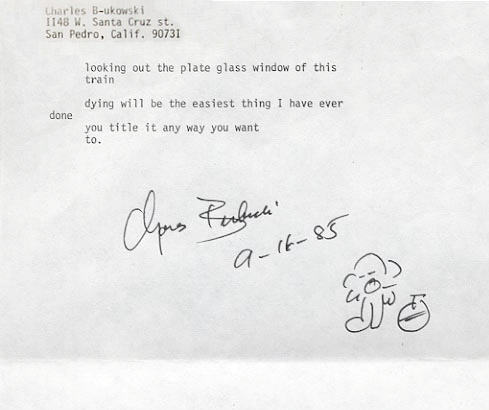 Charles B-ukowski
1148 W. Santa Cruz st.
San Pedro, Calif. 90731
looking out the plate glass window of this
train
dying will be the easiest thing I have ever
done
you title it any way you want
to.
Bukowski
9-16-85